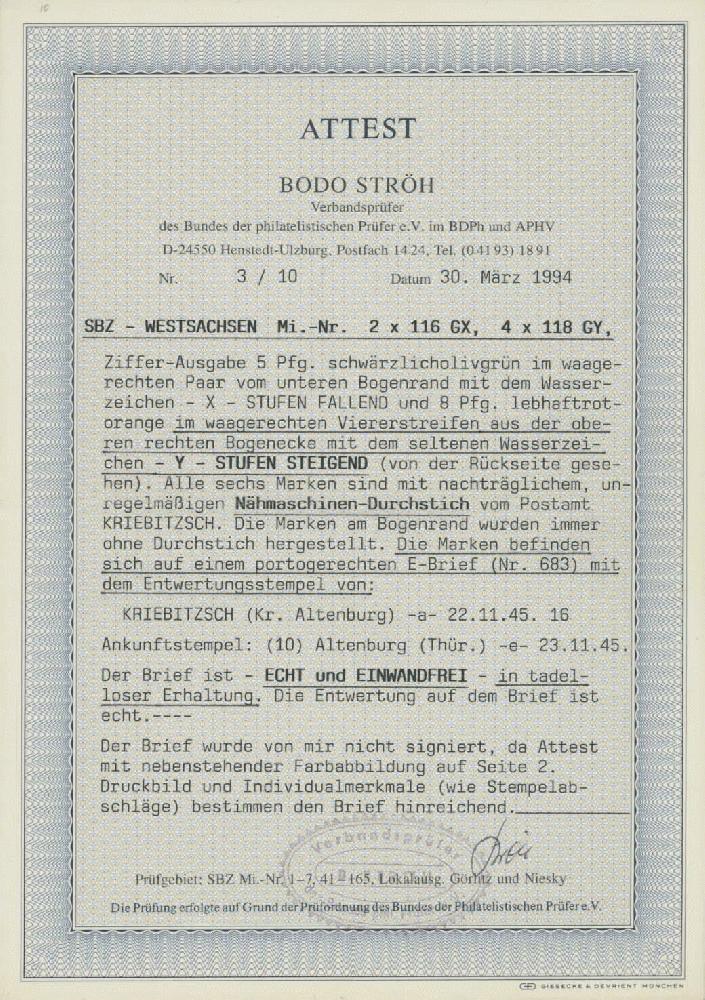 10
ATTEST
BODO STRÖH
Verbandsprüfer
des Bundes der philatelistischen Prüfer e.V. im BDPh und APHV
D-24550 Henstedt-Ulzburg, Postfach 14 24, Tel. (0 41 93) 18 91
Nr. 3 / 10 Datum 30. März 1994
SBZ - WESTSACHSEN Mi.-Nr. 2 x 116 GX, 4 x 118 GY,
Ziffer-Ausgabe 5 Pfg. schwärzlicholivgrün im waage-
rechten Paar vom unteren Bogenrand mit dem Wasser-
zeichen - X - STUFEN FALLEND und 8 Pfg. lebhaftrot-
orange im waagerechten Viererstreifen aus der obe-
ren rechten Bogenecke mit dem seltenen Wasserzei-
chen - Y - STUFEN STEIGEND (von der Rückseite gese-
hen). Alle sechs Marken sind mit nachträglichem, un-
regelmäßigen Nähmaschinen-Durchstich vom Postamt
KRIEBITZSCH. Die Marken am Bogenrand wurden immer
ohne Durchstich hergestellt. Die Marken befinden
sich auf einem portogerechten E-Brief (Nr. 683) mit
dem Entwertungsstempel von:
KRIEBITZSCH (Kr. Altenburg) -a- 22.11.45. 16
Ankunftstempel: (10) Altenburg (Thür.) -e- 23.11.45.
Der Brief ist - ECHT und EINWANDFREI - in tadel-
loser Erhaltung. Die Entwertung auf dem Brief ist
echt.----
Der Brief wurde von mir nicht signiert, da Attest
mit nebenstehender Farbabbildung auf Seite 2.
Druckbild und Individualmerkmale (wie Stempelab-
schläge) bestimmen den Brief hinreichend.
Verbandsprüfer
Prüfgebiet: SBZ Mi.-Nr. 1-7, 41-165, Lokalausg. Görlitz und Niesky
Die Prüfung erfolgte auf Grund der Prüfordnung des Bundes der Philatelistischen Prüfer e.V.
GIESECKE & DEVRIENT MÜNCHEN